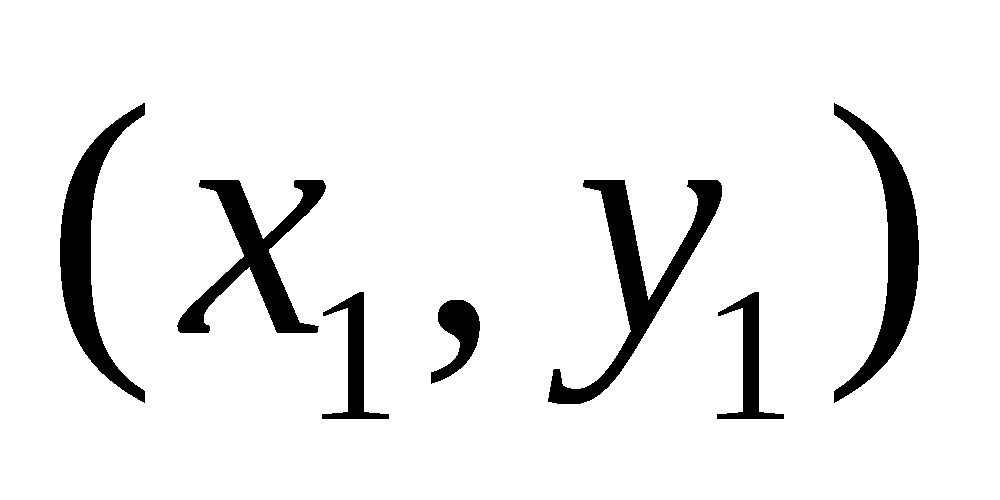 (x₁, y₁)